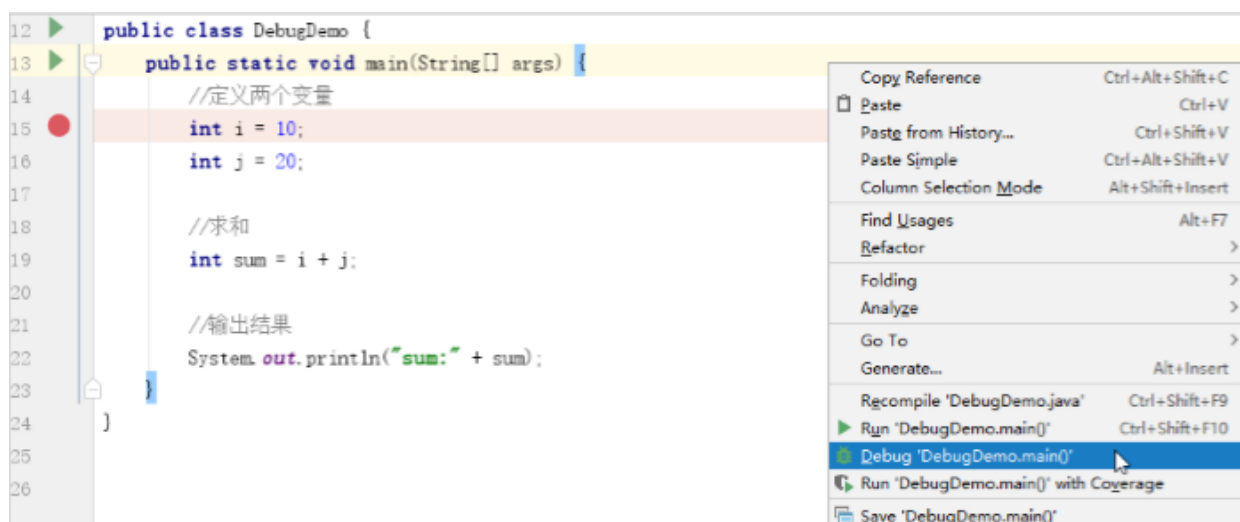 12 public class DebugDemo {
13 public static void main(String[] args) {
14 //定义两个变量
15 int i = 10;
16 int j = 20;
17
18 //求和
19 int sum = i + j;
20
21 //输出结果
22 System.out.println("sum:" + sum);
23 }
24 }
25
26
Copy Reference Ctrl+Alt+Shift+C
Paste Ctrl+V
Paste from History... Ctrl+Shift+V
Paste Simple Ctrl+Alt+Shift+V
Column Selection Mode Alt+Shift+Insert
Find Usages Alt+F7
Refactor
Folding
Analyze
Go To
Generate... Alt+Insert
Recompile 'DebugDemo.java' Ctrl+Shift+F9
Run 'DebugDemo.main()' Ctrl+Shift+F10
Debug 'DebugDemo.main()'
Run 'DebugDemo.main()' with Coverage
Save 'DebugDemo.main()'